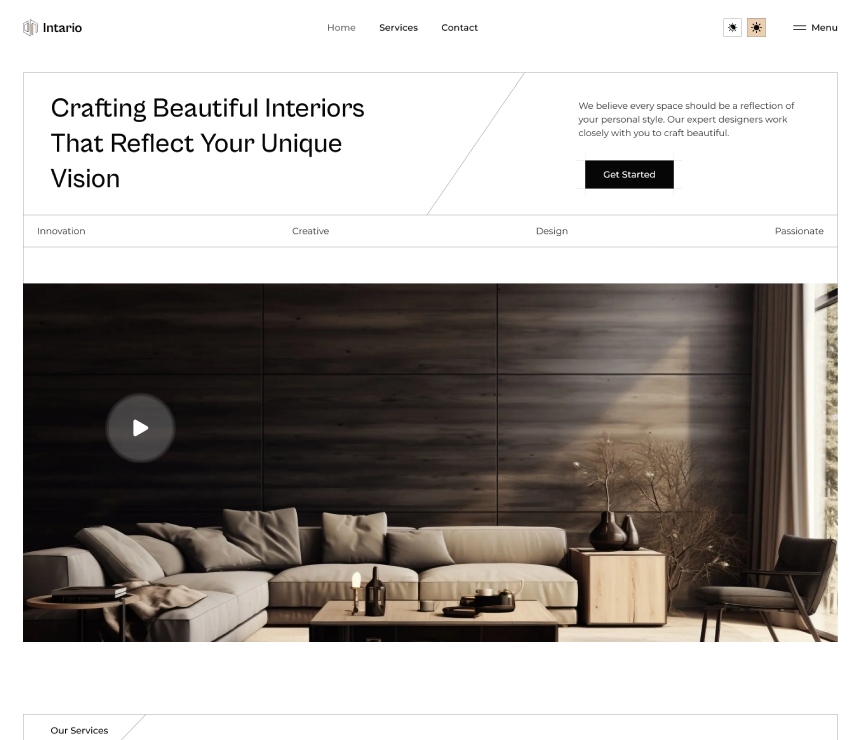 Intario
Home
Services
Contact
Menu
Crafting Beautiful Interiors
That Reflect Your Unique
Vision
We believe every space should be a reflection of
your personal style. Our expert designers work
closely with you to craft beautiful.
Get Started
Innovation
Creative
Design
Passionate
Our Services